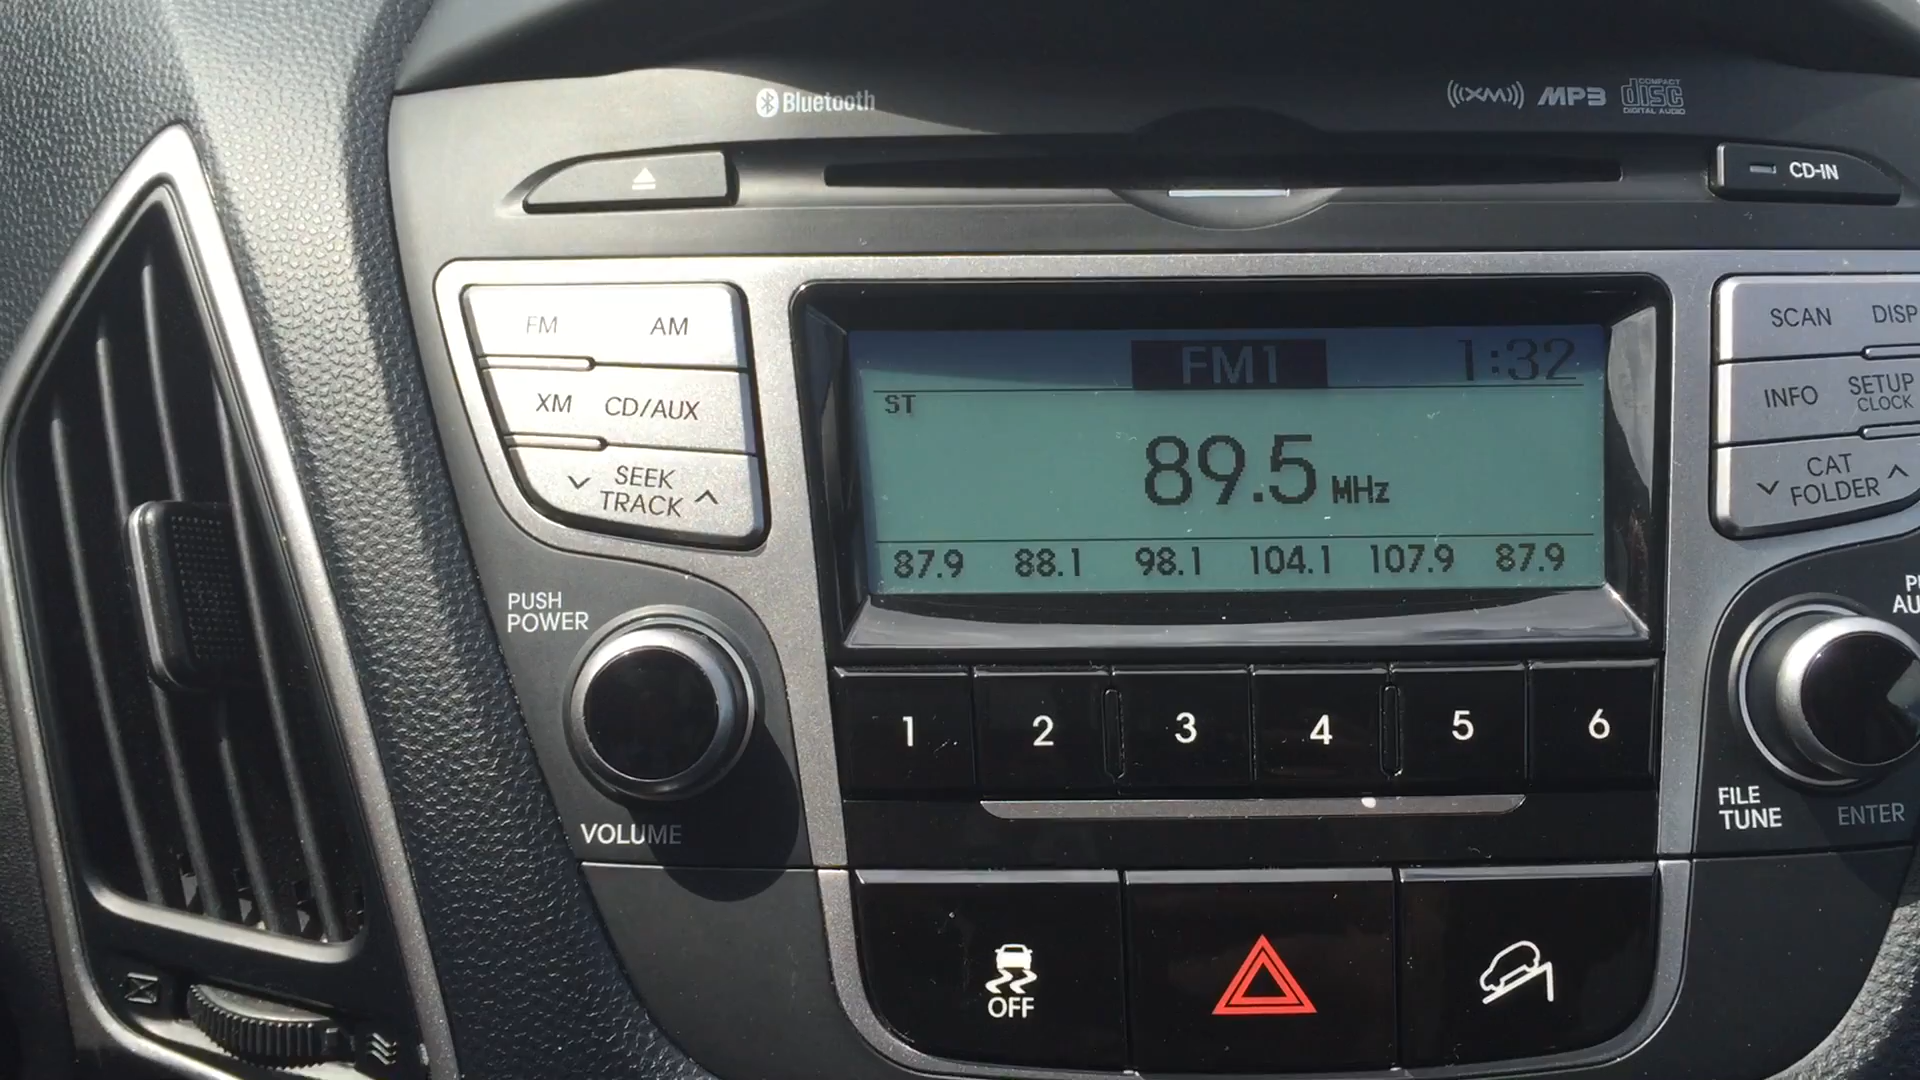 Bluetooth
((XM)) MP3 COMPACT disc DIGITAL AUDIO
CD-IN
FM AM
XM CD/AUX
SEEK
TRACK
FM1 1:32
ST
89.5 MHz
87.9 88.1 98.1 104.1 107.9 87.9
SCAN DISP
INFO SETUP
CLOCK
CAT
FOLDER
PUSH
POWER
VOLUME
1 2 3 4 5 6
FILE
TUNE
ENTER
OFF